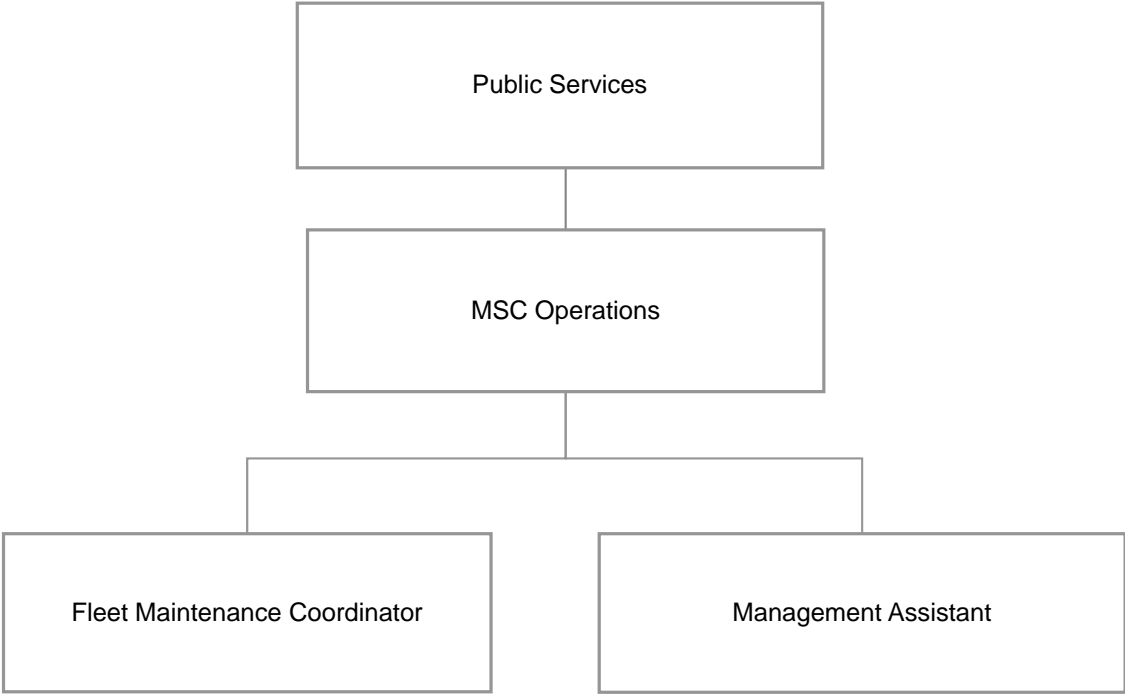 Public Services
MSC Operations
Fleet Maintenance Coordinator
Management Assistant